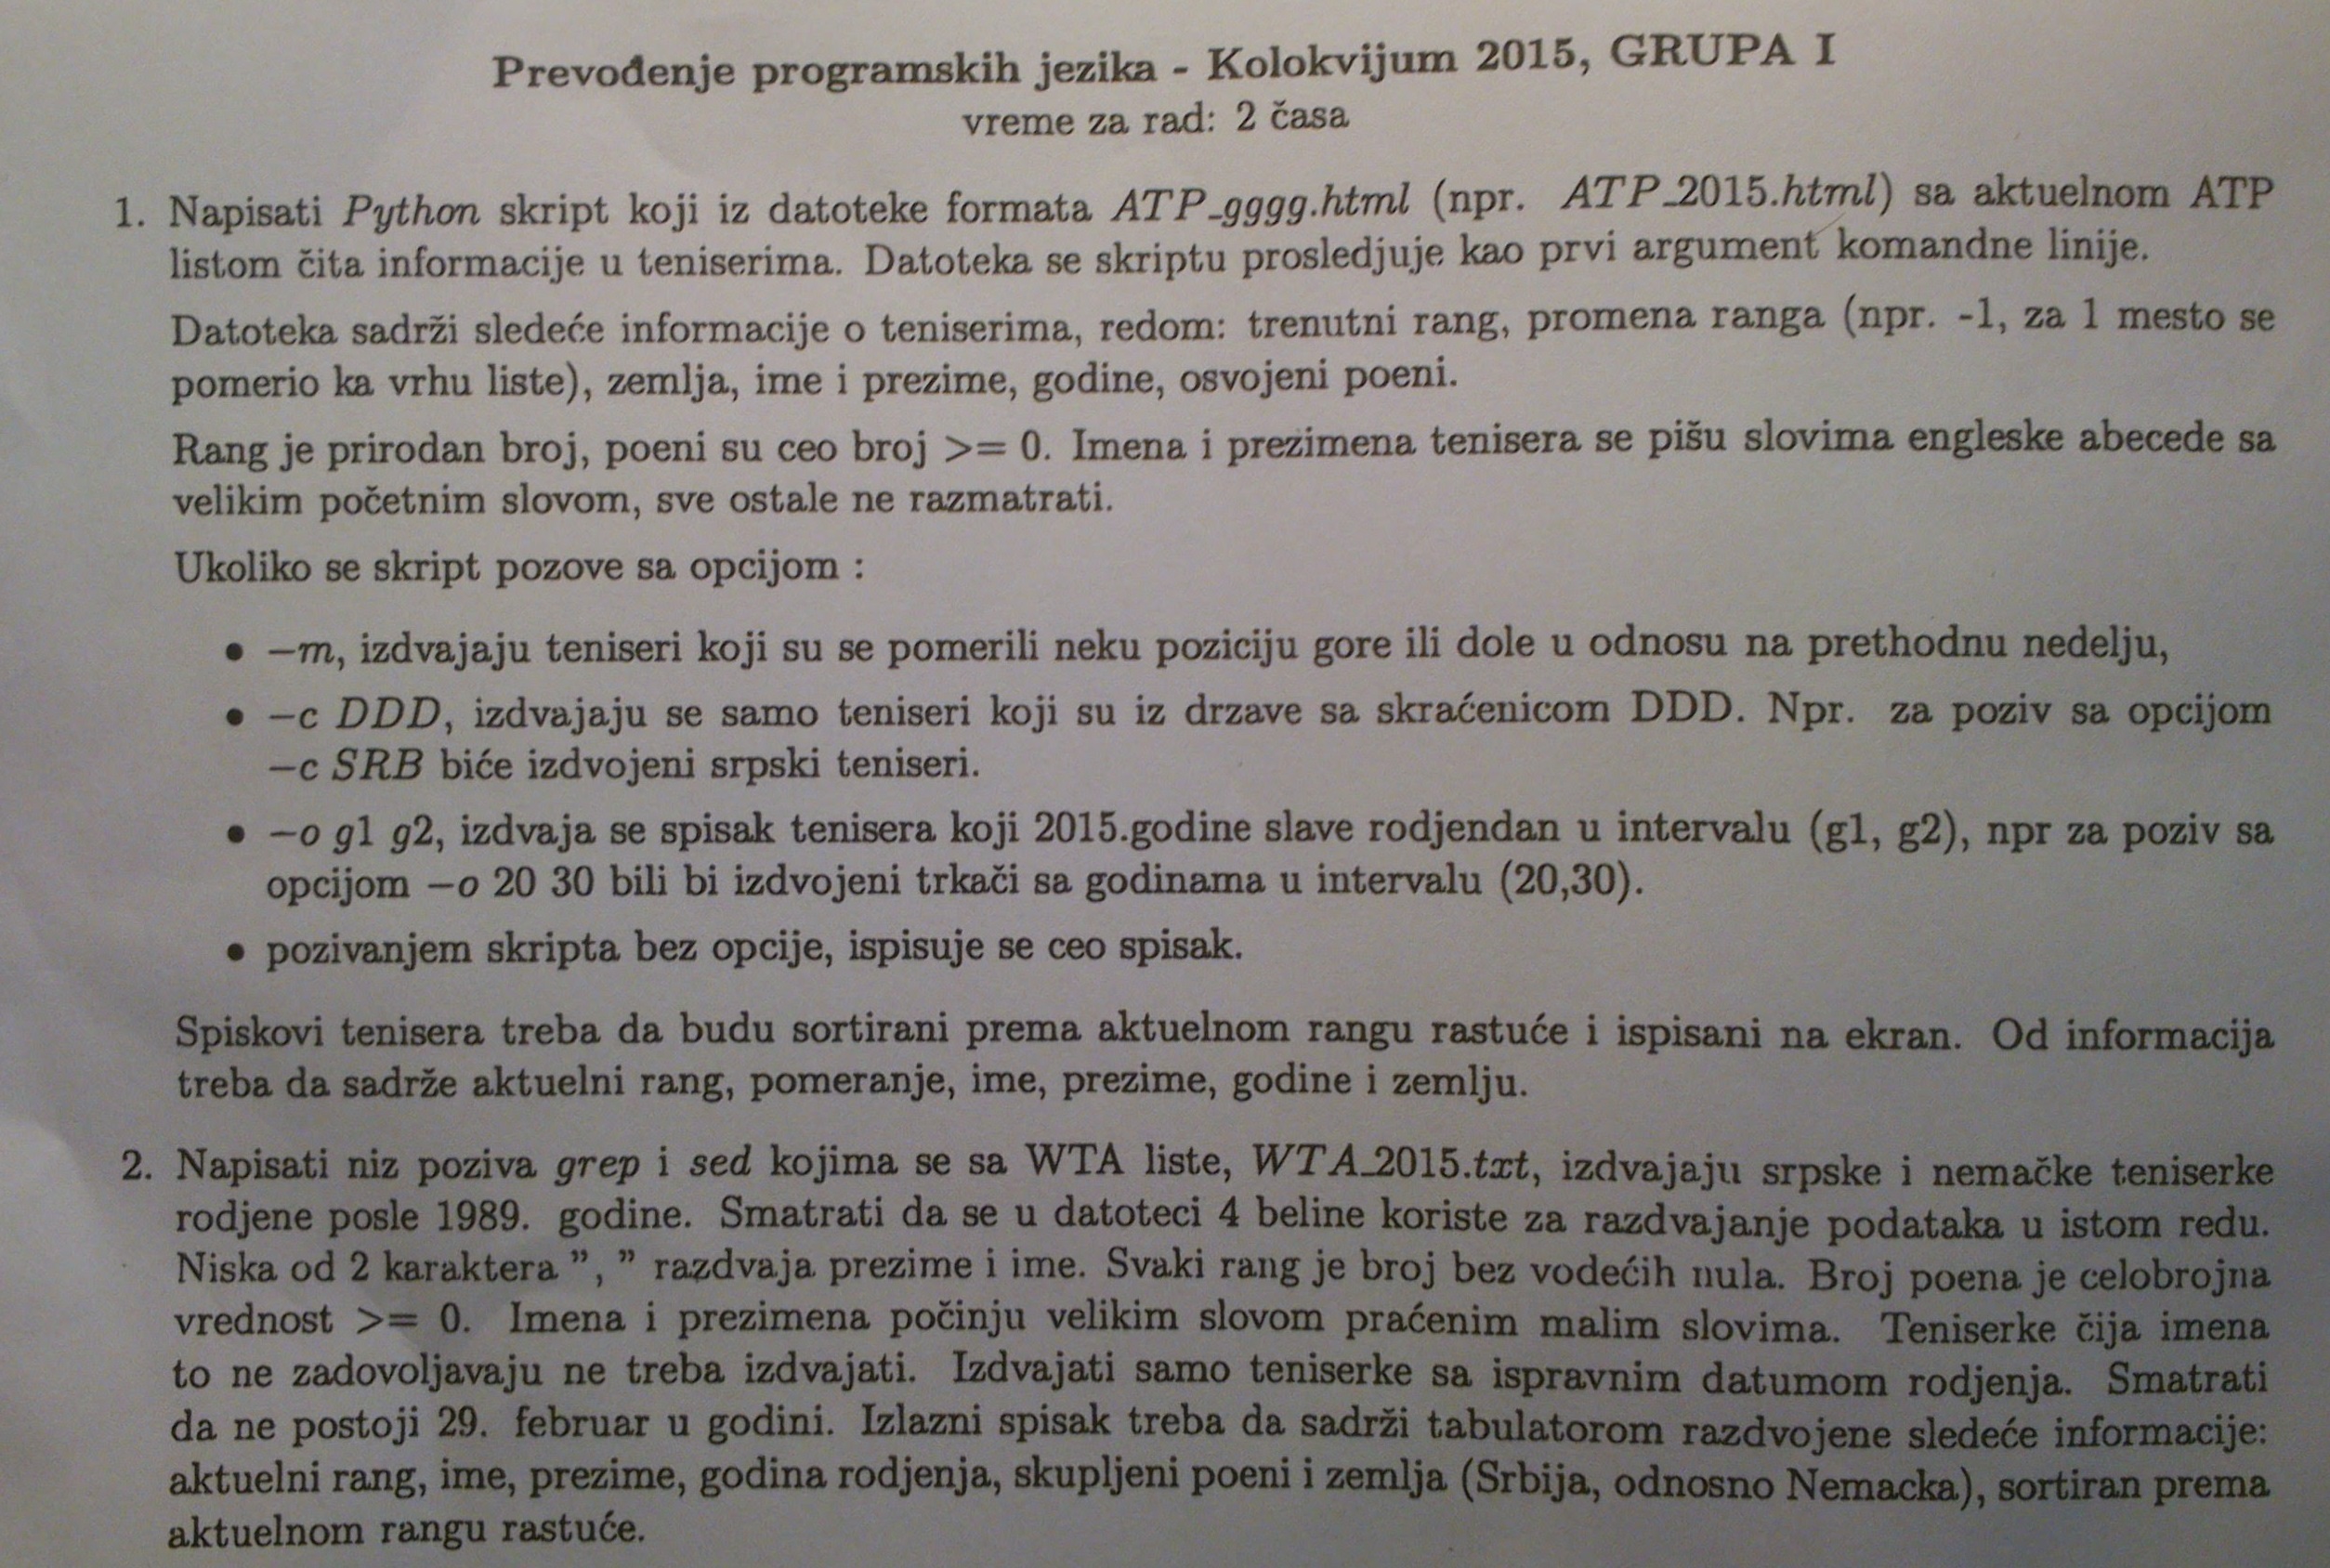 Prevođenje programskih jezika - Kolokvijum 2015, GRUPA I
vreme za rad: 2 časa
1. Napisati Python skript koji iz datoteke formata ATP_gggg.html (npr. ATP_2015.html) sa aktuelnom ATP
listom čita informacije u teniserima. Datoteka se skriptu prosledjuje kao prvi argument komandne linije.
Datoteka sadrži sledeće informacije o teniserima, redom: trenutni rang, promena ranga (npr. -1, za 1 mesto se
pomerio ka vrhu liste), zemlja, ime i prezime, godine, osvojeni poeni.
Rang je prirodan broj, poeni su ceo broj >= 0. Imena i prezimena tenisera se pišu slovima engleske abecede sa
velikim početnim slovom, sve ostale ne razmatrati.
Ukoliko se skript pozove sa opcijom :
• −m, izdvajaju teniseri koji su se pomerili neku poziciju gore ili dole u odnosu na prethodnu nedelju,
• −c DDD, izdvajaju se samo teniseri koji su iz drzave sa skraćenicom DDD. Npr. za poziv sa opcijom
−c SRB biće izdvojeni srpski teniseri.
• −o g1 g2, izdvaja se spisak tenisera koji 2015.godine slave rodjendan u intervalu (g1, g2), npr za poziv sa
opcijom −o 20 30 bili bi izdvojeni trkači sa godinama u intervalu (20,30).
• pozivanjem skripta bez opcije, ispisuje se ceo spisak.
Spiskovi tenisera treba da budu sortirani prema aktuelnom rangu rastuće i ispisani na ekran. Od informacija
treba da sadrže aktuelni rang, pomeranje, ime, prezime, godine i zemlju.
2. Napisati niz poziva grep i sed kojima se sa WTA liste, WTA_2015.txt, izdvajaju srpske i nemačke teniserke
rodjene posle 1989. godine. Smatrati da se u datoteci 4 beline koriste za razdvajanje podataka u istom redu.
Niska od 2 karaktera ”, ” razdvaja prezime i ime. Svaki rang je broj bez vodećih nula. Broj poena je celobrojna
vrednost >= 0. Imena i prezimena počinju velikim slovom praćenim malim slovima. Teniserke čija imena
to ne zadovoljavaju ne treba izdvajati. Izdvajati samo teniserke sa ispravnim datumom rodjenja. Smatrati
da ne postoji 29. februar u godini. Izlazni spisak treba da sadrži tabulatorom razdvojene sledeće informacije:
aktuelni rang, ime, prezime, godina rodjenja, skupljeni poeni i zemlja (Srbija, odnosno Nemacka), sortiran prema
aktuelnom rangu rastuće.